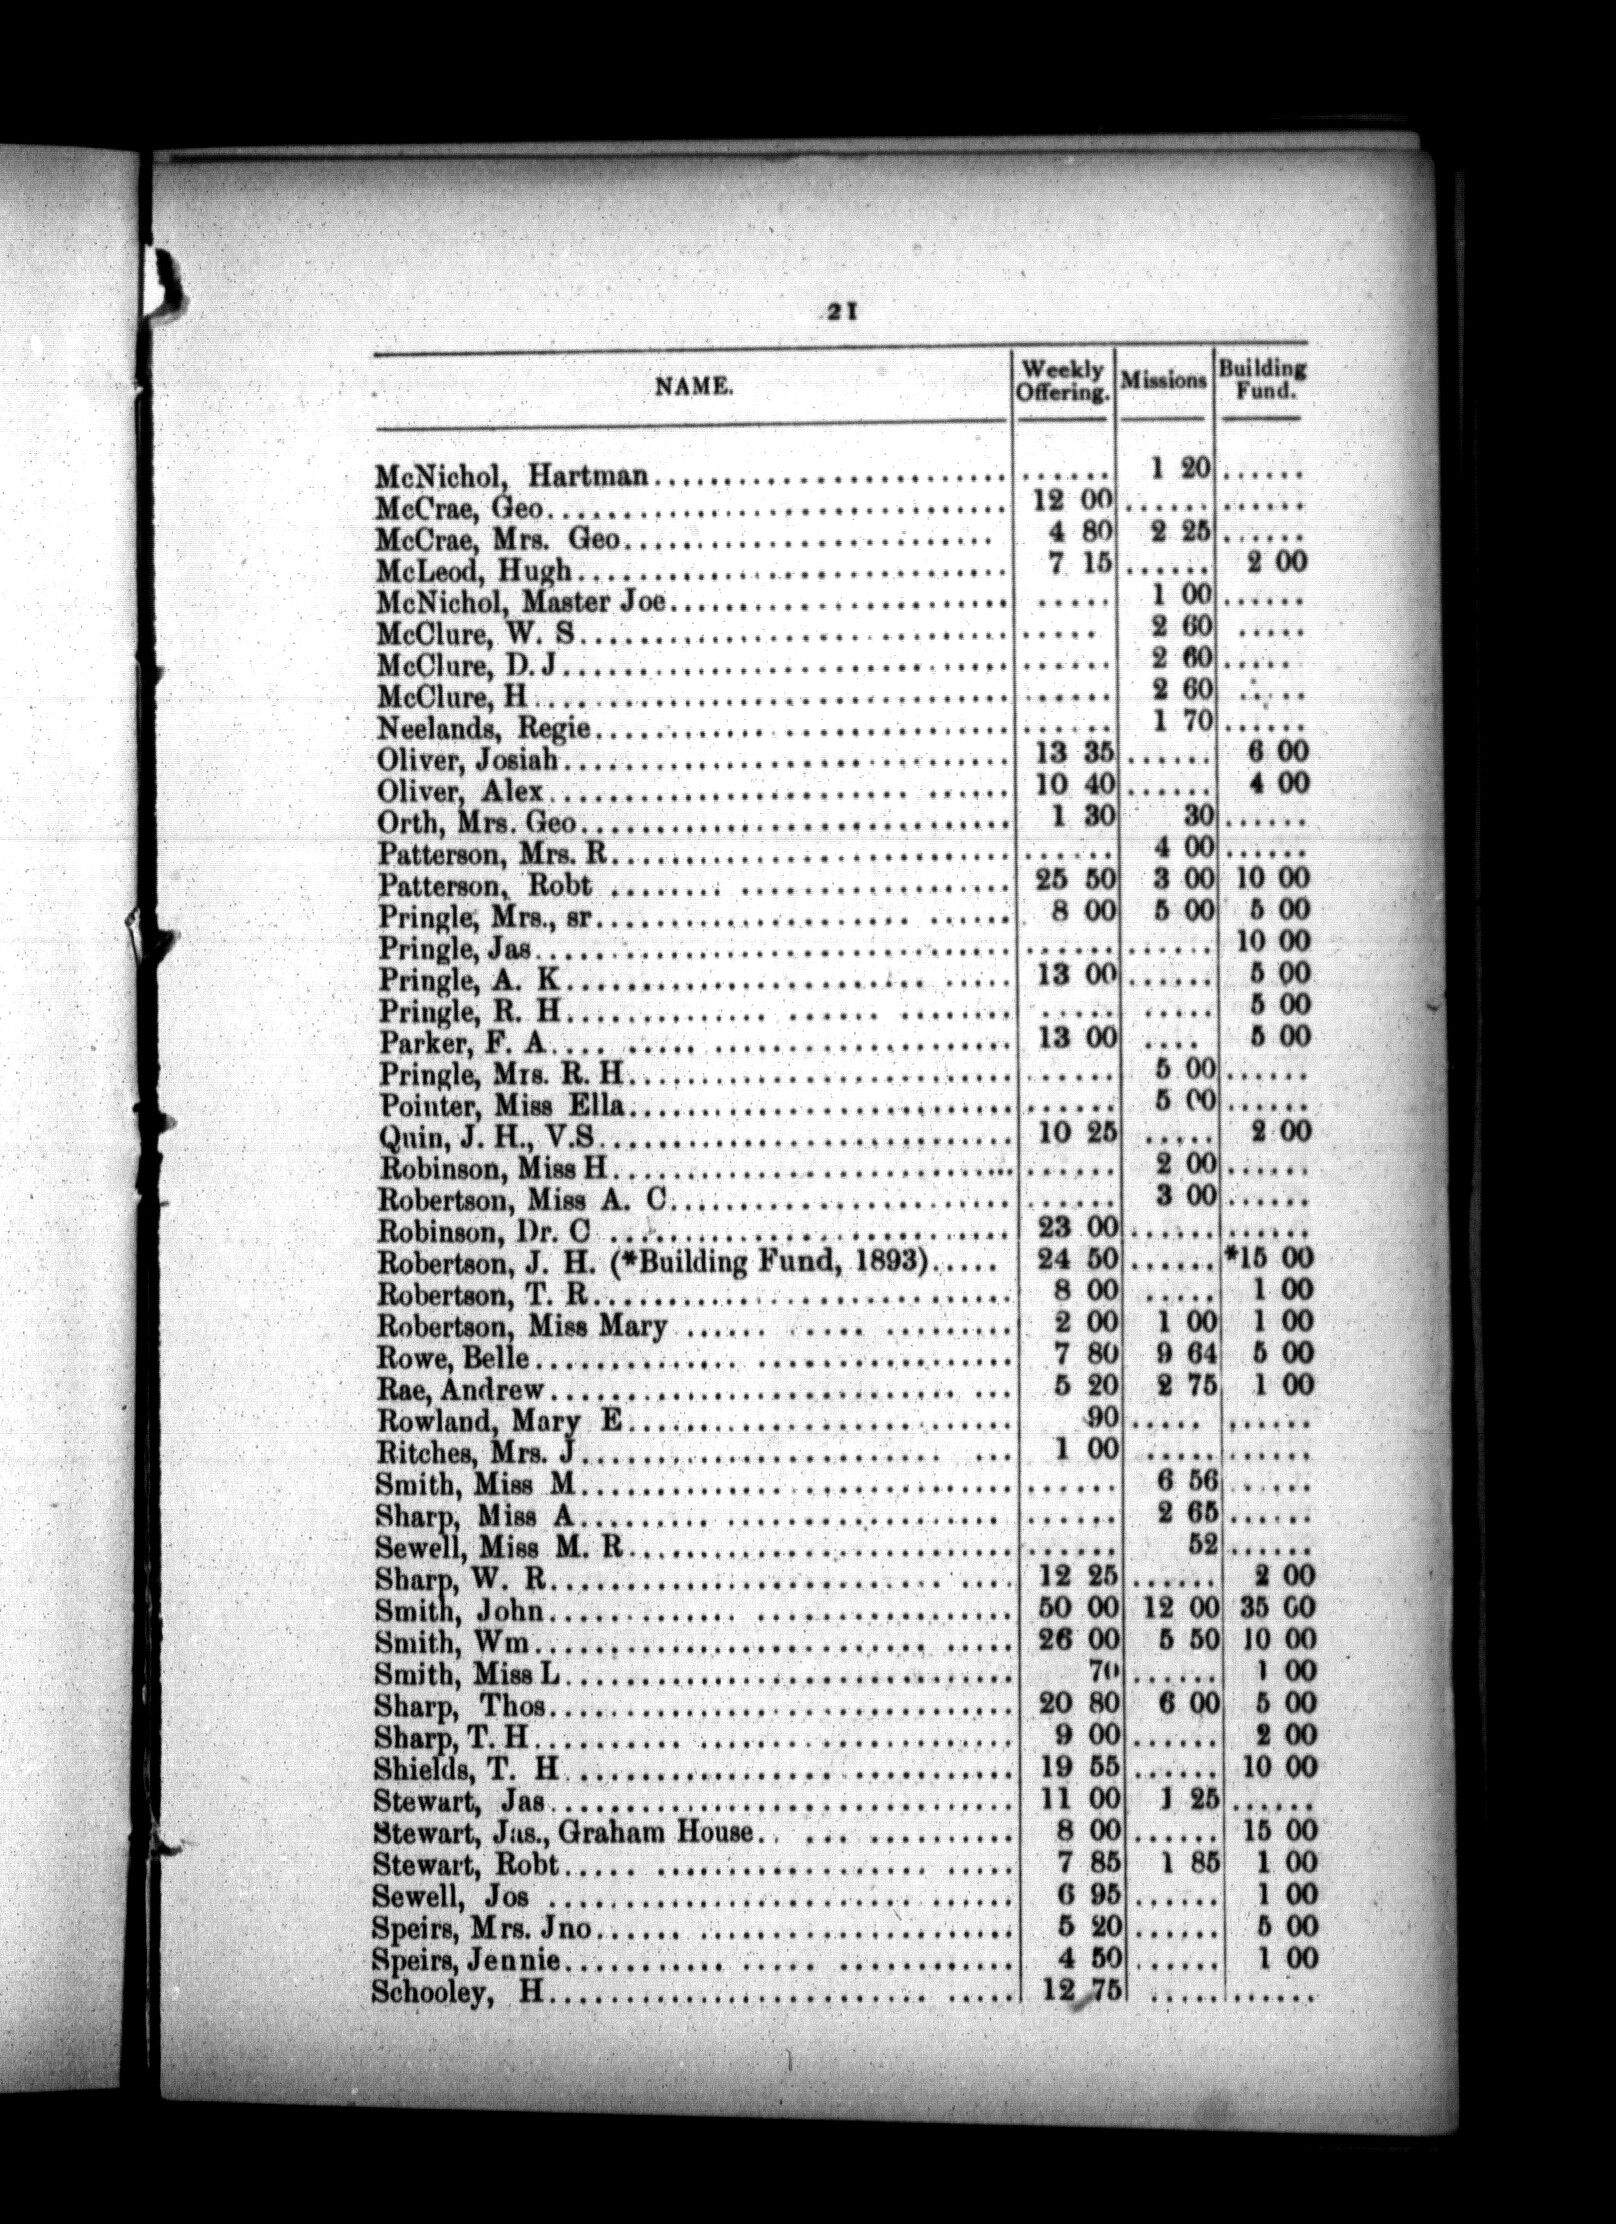 21
NAME. Weekly Offering. Missions Building Fund.
McNichol, Hartman........................ ...... 1 20 ......
McCrae, Geo............................... 12 00 ...... ......
McCrae, Mrs. Geo......................... 4 80 2 25 ......
McLeod, Hugh............................. 7 15 ...... 2 00
McNichol, Master Joe....................... ..... 1 00 ......
McClure, W. S............................. ..... 2 60 .....
McClure, D. J.............................. ...... 2 60 .....
McClure, H................................ ...... 2 60 .....
Neelands, Regie............................ ...... 1 70 ......
Oliver, Josiah.............................. 13 35 ...... 6 00
Oliver, Alex............................... 10 40 ...... 4 00
Orth, Mrs. Geo............................. 1 30 30 ......
Patterson, Mrs. R........................... ...... 4 00 ......
Patterson, Robt ........................... 25 50 3 00 10 00
Pringle, Mrs., sr........................... 8 00 5 00 5 00
Pringle, Jas................................ ...... ...... 10 00
Pringle, A. K.............................. 13 00 ...... 5 00
Pringle, R. H.............................. ..... ..... 5 00
Parker, F. A............................... 13 00 .... 5 00
Pringle, Mrs. R. H.......................... ...... 5 00 ......
Pointer, Miss Ella.......................... ...... 5 00 ......
Quin, J. H., V.S............................ 10 25 ..... 2 00
Robinson, Miss H........................... ...... 2 00 ......
Robertson, Miss A. C....................... ...... 3 00 ......
Robinson, Dr. C ........................... 23 00 ...... ......
Robertson, J. H. (*Building Fund, 1893)..... 24 50 ...... *15 00
Robertson, T. R............................ 8 00 ..... 1 00
Robertson, Miss Mary ...................... 2 00 1 00 1 00
Rowe, Belle................................ 7 80 9 64 5 00
Rae, Andrew............................... 5 20 2 75 1 00
Rowland, Mary E.......................... 90 ..... ......
Ritches, Mrs. J............................. 1 00 ..... ......
Smith, Miss M............................. ...... 6 56 ......
Sharp, Miss A............................. ...... 2 65 ......
Sewell, Miss M. R.......................... ...... 52 ......
Sharp, W. R............................... 12 25 ...... 2 00
Smith, John............................... 50 00 12 00 35 00
Smith, Wm................................ 26 00 5 50 10 00
Smith, Miss L.............................. 70 ...... 1 00
Sharp, Thos............................... 20 80 6 00 5 00
Sharp, T. H................................ 9 00 ...... 2 00
Shields, T. H.............................. 19 55 ...... 10 00
Stewart, Jas............................... 11 00 1 25 ......
Stewart, Jas., Graham House................ 8 00 ...... 15 00
Stewart, Robt.............................. 7 85 1 85 1 00
Sewell, Jos ............................... 6 95 ...... 1 00
Speirs, Mrs. Jno............................ 5 20 ...... 5 00
Speirs, Jennie.............................. 4 50 ...... 1 00
Schooley, H............................... 12 75 ..... ......